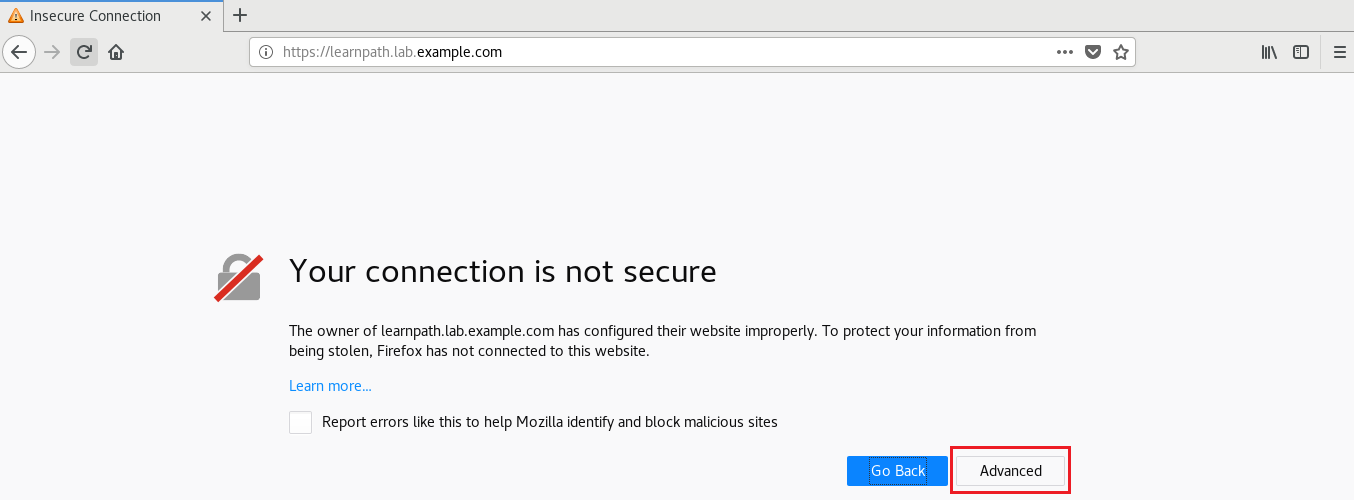 Insecure Connection
https://learnpath.lab.example.com
Your connection is not secure
The owner of learnpath.lab.example.com has configured their website improperly. To protect your information from
being stolen, Firefox has not connected to this website.
Learn more...
Report errors like this to help Mozilla identify and block malicious sites
Go Back
Advanced